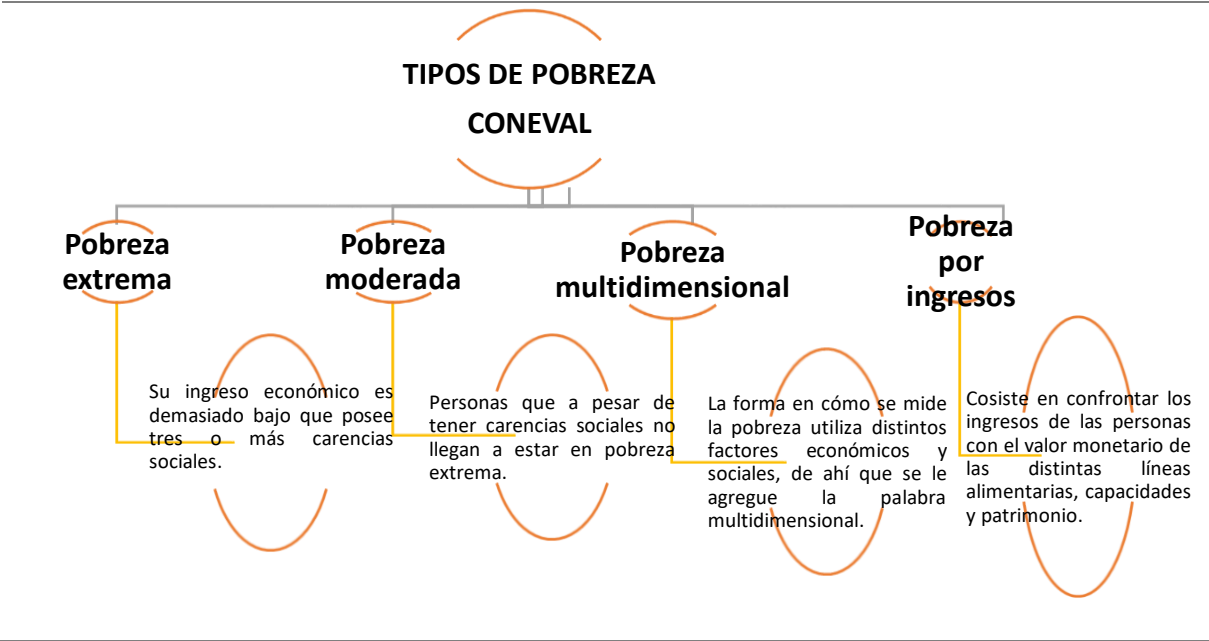 TIPOS DE POBREZA
CONEVAL
Pobreza
extrema
Pobreza
moderada
Pobreza
multidimensional
Pobreza
por
ingresos
Su ingreso económico es
demasiado bajo que posee
tres o más carencias
sociales.
Personas que a pesar de
tener carencias sociales no
llegan a estar en pobreza
extrema.
La forma en cómo se mide
la pobreza utiliza distintos
factores económicos y
sociales, de ahí que se le
agregue la palabra
multidimensional.
Cosiste en confrontar los
ingresos de las personas
con el valor monetario de
las distintas líneas
alimentarias, capacidades
y patrimonio.